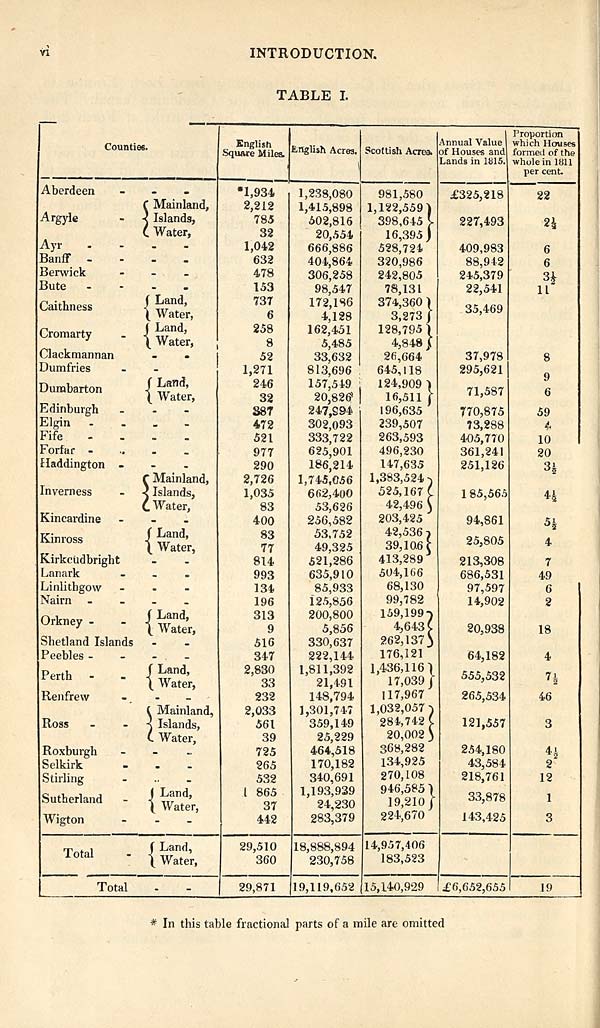 vi INTRODUCTION.
TABLE I.
Counties. English Square Miles. English Acres. Scottish Acres. Annual Value of Houses and Lands in 1815. Proportion which Houses formed of the whole in 1811 per cent.
Aberdeen - - - *1,934 1,238,080 981,580 £325,218 22
Argyle - { Mainland, 2,212 1,415,898 1,122,559 }
Islands, 785 502,816 398,645 } 227,493 2½
Water, 32 20,554 16,395 }
Ayr - - - - 1,042 666,886 528,724 409,983 6
Banff - - - - 632 404,864 320,986 88,942 6
Berwick - - - 478 306,258 242,805 245,379 3½
Bute - - - - 153 98,547 78,131 22,541 11
Caithness { Land, 737 172,196 374,360 } 35,469
Water, 6 4,128 3,273 }
Cromarty - { Land, 258 162,451 128,795 }
Water, 8 5,485 4,848 }
Clackmannan - - 52 33,632 26,664 37,978 8
Dumfries - - 1,271 813,696 645,118 295,621 9
Dumbarton { Land, 246 157,549 124,909 } 71,587 6
Water, 32 20,826 16,511 }
Edinburgh - - - 387 247,894 196,635 770,875 59
Elgin - - - - 472 302,093 239,507 73,288 4
Fife - - - - 521 333,722 263,593 405,770 10
Forfar - - - - 977 625,901 496,230 361,241 20
Haddington - - - 290 186,214 147,635 251,126 3½
Inverness - { Mainland, 2,726 1,745,056 1,383,524 }
Islands, 1,035 662,400 525,167 } 185,565 4½
Water, 83 53,626 42,496 }
Kincardine - - - 400 256,582 203,425 94,861 5½
Kinross { Land, 83 53,752 42,536 } 25,805 4
Water, 77 49,325 39,106 }
Kirkcudbright - - 814 521,286 413,289 213,308 7
Lanark - - - 993 635,910 504,166 686,531 49
Linlithgow - - - 134 85,933 68,130 97,597 6
Nairn - - - - 196 125,856 99,782 14,902 2
Orkney - - { Land, 313 200,800 159,199 }
Water, 9 5,856 4,643 } 20,938 18
Shetland Islands - - 516 330,637 262,137 }
Peebles - - - - 347 222,144 176,121 64,182 4
Perth - - { Land, 2,830 1,811,392 1,436,116 } 555,532 7½
Water, 33 21,491 17,039 }
Renfrew - - - 232 148,794 117,967 265,534 46
Ross - - { Mainland, 2,033 1,301,747 1,032,057 }
Islands, 561 359,149 284,742 } 121,557 3
Water, 39 25,229 20,002 }
Roxburgh - - - 725 464,518 368,282 254,180 4½
Selkirk - - - 265 170,182 134,925 43,584 2
Stirling - - - 532 340,691 270,108 218,761 12
Sutherland - { Land, 1 865 1,193,939 946,585 } 33,878 1
Water, 37 24,230 19,210 }
Wigton - - - 442 283,379 224,670 143,425 3
Total - { Land, 29,510 18,888,894 14,957,405
Water, 360 230,758 183,523
Total - - 29,871 19,119,652 15,140,929 £6,652,655 19
* In this table fractional parts of a mile are omitted